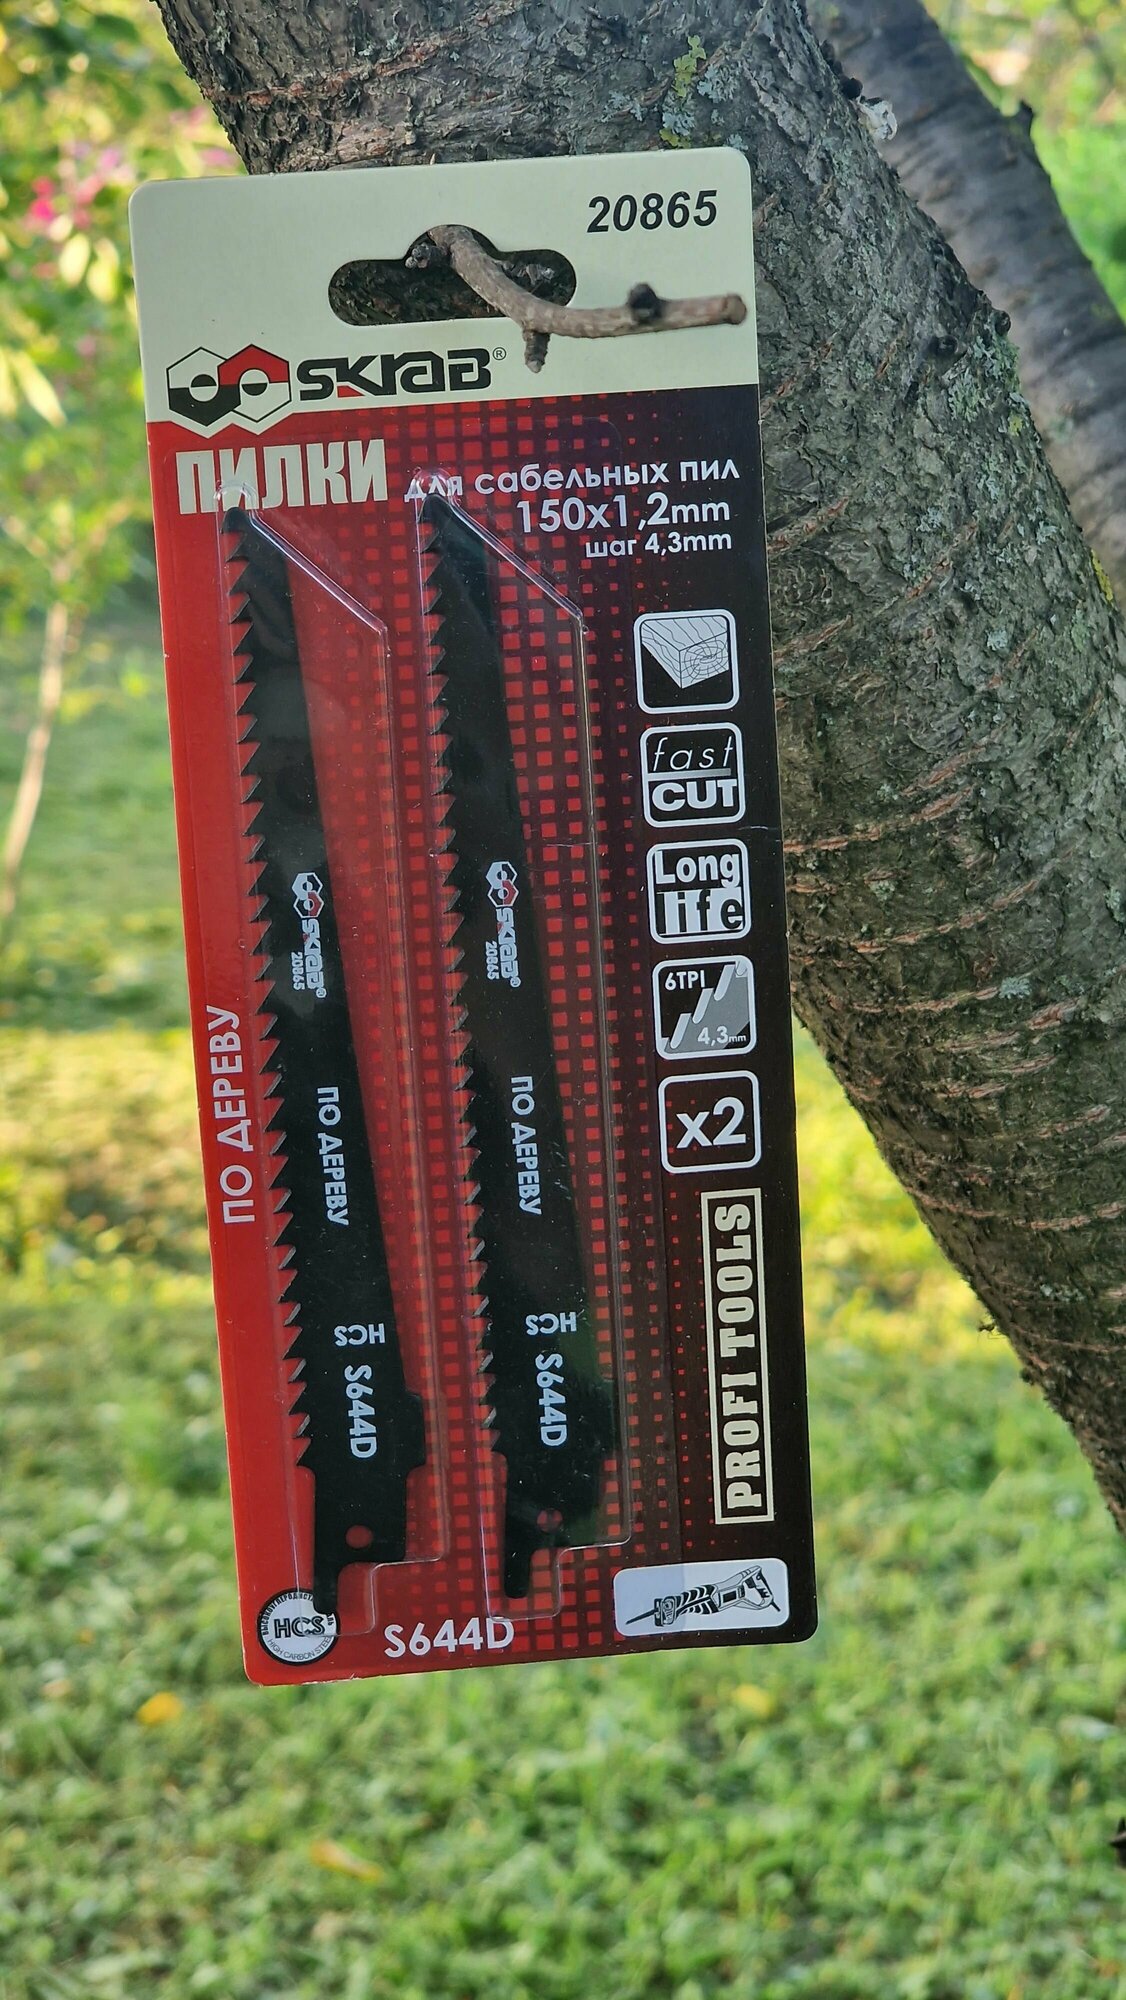 20865
SKRAB®
ПИЛКИ
для сабельных пил
150x1,2mm
шаг 4,3mm
fast
CUT
Long
life
6TPI
4,3mm
x2
PROFI TOOLS
ПО ДЕРЕВУ
SKRAB®
20865
ПО ДЕРЕВУ
HCS
S644D
SKRAB®
20865
ПО ДЕРЕВУ
HCS
S644D
HCS
HIGH CARBON STEEL
S644D